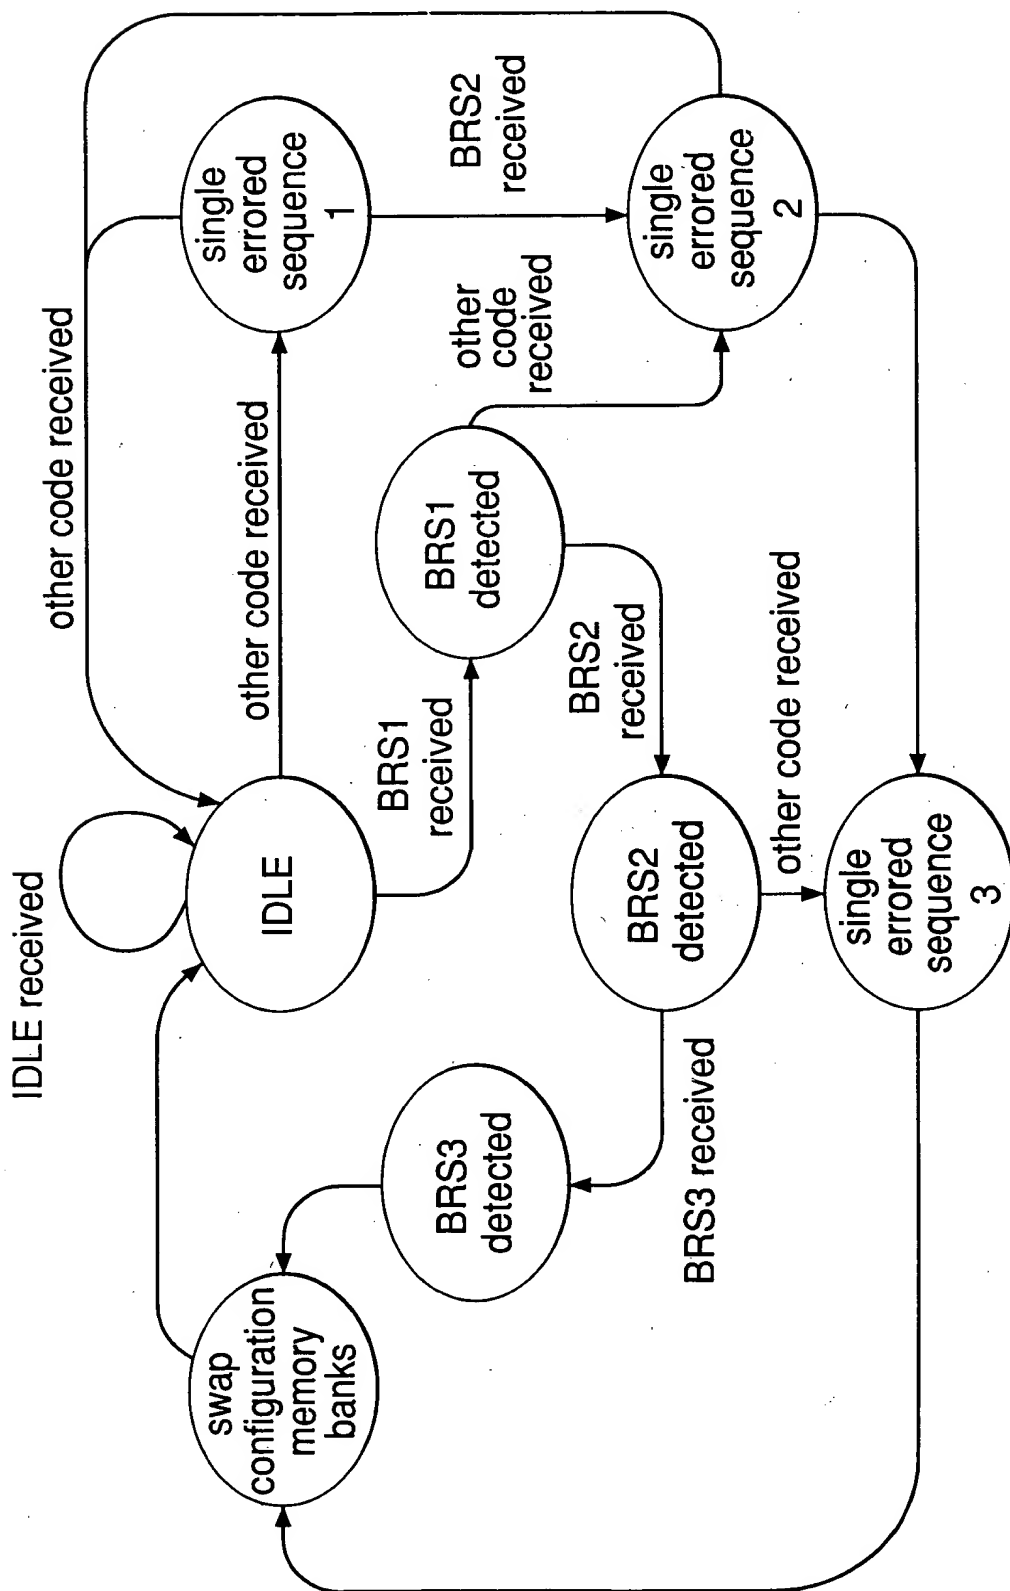 IDLE received
other code received
single
errored
sequence
1
other code received
BRS2
received
IDLE
BRS1
received
BRS1
detected
other
code
received
single
errored
sequence
2
swap
configuration
memory
banks
BRS3
detected
BRS2
received
BRS2
detected
BRS3 received
other code received
single
errored
sequence
3